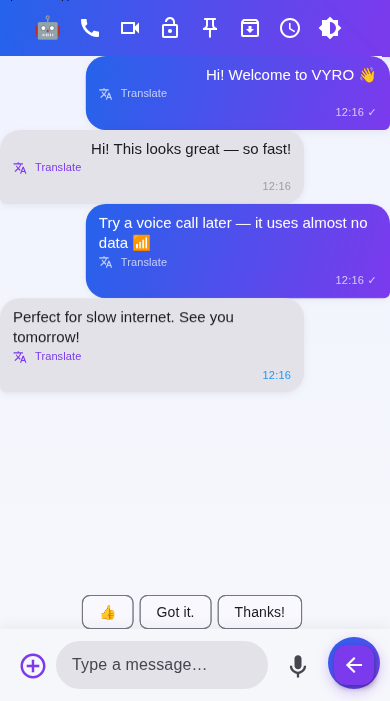 Hi! Welcome to VYRO 👋
Translate
12:16 ✓
Hi! This looks great — so fast!
Translate
12:16
Try a voice call later — it uses almost no
data 📶
Translate
12:16 ✓
Perfect for slow internet. See you
tomorrow!
Translate
12:16
👍 Got it. Thanks!
Type a message…